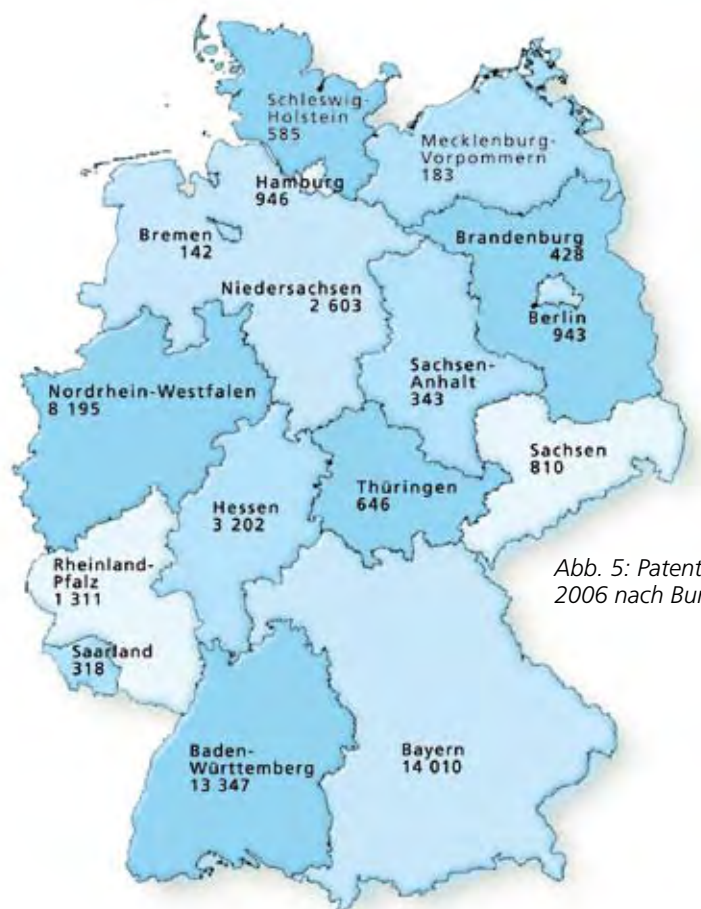 Schleswig-
Holstein
585
Mecklenburg-
Vorpommern
183
Hamburg
946
Bremen
142
Brandenburg
428
Niedersachsen
2 603
Berlin
943
Sachsen-
Anhalt
343
Nordrhein-Westfalen
8 195
Sachsen
810
Thüringen
646
Hessen
3 202
Rheinland-
Pfalz
1 311
Abb. 5: Patent
2006 nach Bun
Saarland
318
Baden-
Württemberg
13 347
Bayern
14 010